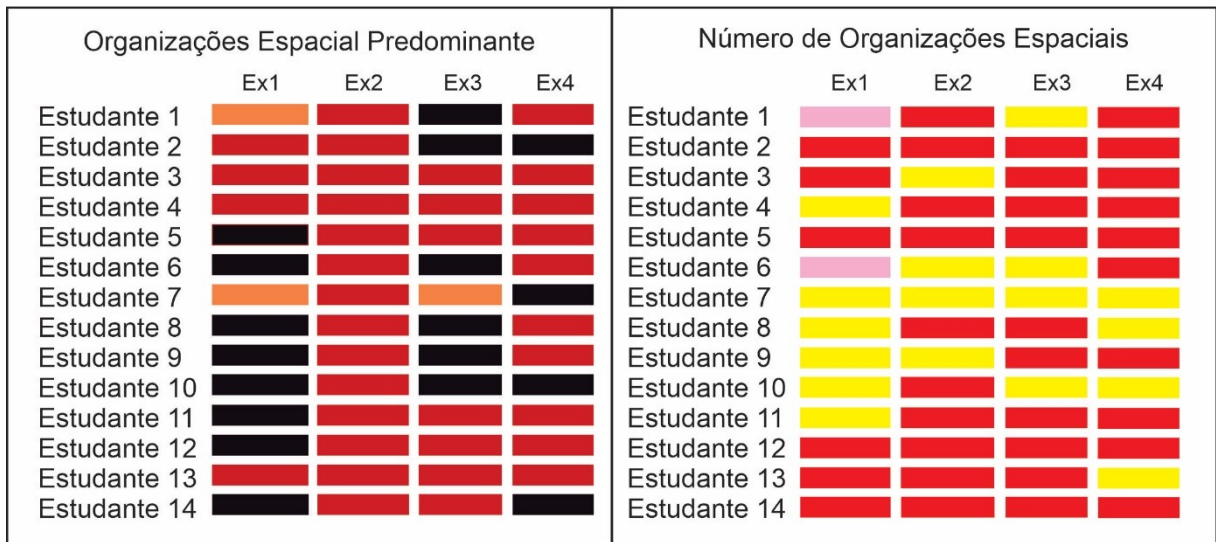 Organizações Espacial Predominante
Ex1 Ex2 Ex3 Ex4
Estudante 1
Estudante 2
Estudante 3
Estudante 4
Estudante 5
Estudante 6
Estudante 7
Estudante 8
Estudante 9
Estudante 10
Estudante 11
Estudante 12
Estudante 13
Estudante 14
Número de Organizações Espaciais
Ex1 Ex2 Ex3 Ex4
Estudante 1
Estudante 2
Estudante 3
Estudante 4
Estudante 5
Estudante 6
Estudante 7
Estudante 8
Estudante 9
Estudante 10
Estudante 11
Estudante 12
Estudante 13
Estudante 14